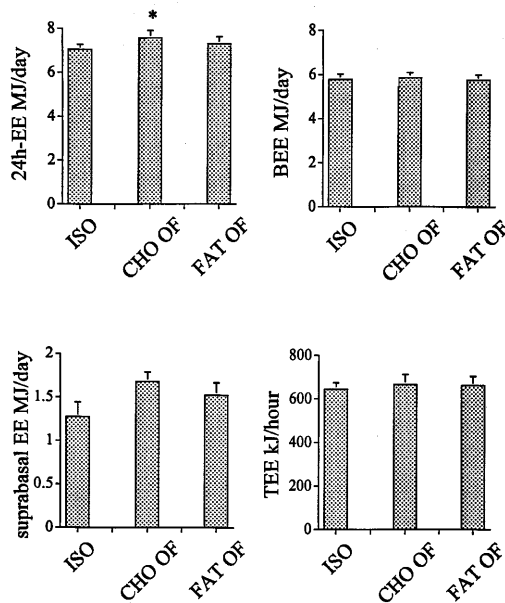 *
24h-EE MJ/day
8
6
4
2
0
ISO
CHO OF
FAT OF
BEE MJ/day
8
6
4
2
0
ISO
CHO OF
FAT OF
suprabasal EE MJ/day
2
1.5
1
0.5
0
ISO
CHO OF
FAT OF
TEE kJ/hour
800
600
400
200
0
ISO
CHO OF
FAT OF